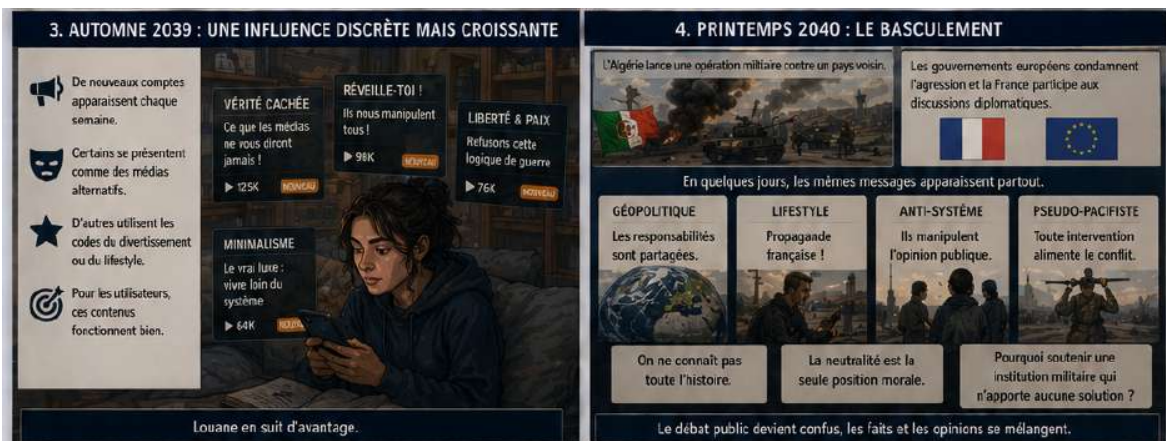 3. AUTOMNE 2039 : UNE INFLUENCE DISCRÈTE MAIS CROISSANTE
De nouveaux comptes
apparaissent chaque
semaine.
Certains se présentent
comme des médias
alternatifs.
D'autres utilisent les
codes du divertissement
ou du lifestyle.
Pour les utilisateurs,
ces contenus
fonctionnent bien.
VÉRITÉ CACHÉE
Ce que les médias
ne vous diront
jamais !
125K
NOUVEAU
RÉVEILLE-TOI !
Ils nous manipulent
tous !
98K
NOUVEAU
LIBERTÉ & PAIX
Refusons cette
logique de guerre
76K
NOUVEAU
MINIMALISME
Le vrai luxe :
vivre loin du
système
64K
Louane en suit d'avantage.
4. PRINTEMPS 2040 : LE BASCULEMENT
L'Algérie lance une opération militaire contre un pays voisin.
Les gouvernements européens condamnent
l'agression et la France participe aux
discussions diplomatiques.
En quelques jours, les mêmes messages apparaissent partout.
GÉOPOLITIQUE
Les responsabilités
sont partagées.
LIFESTYLE
Propagande
française !
ANTI-SYSTÈME
Ils manipulent
l'opinion publique.
PSEUDO-PACIFISTE
Toute intervention
alimente le conflit.
On ne connaît pas
toute l'histoire.
La neutralité est la
seule position morale.
Pourquoi soutenir une
institution militaire qui
n'apporte aucune solution ?
Le débat public devient confus, les faits et les opinions se mélangent.